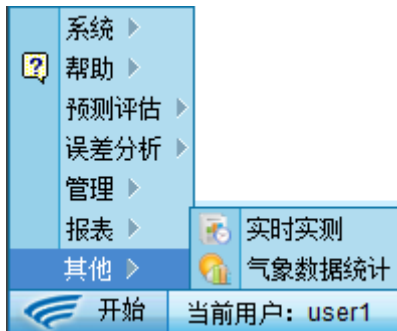 系统
帮助
预测评估
误差分析
管理
报表
其他
实时实测
气象数据统计
开始
当前用户：user1